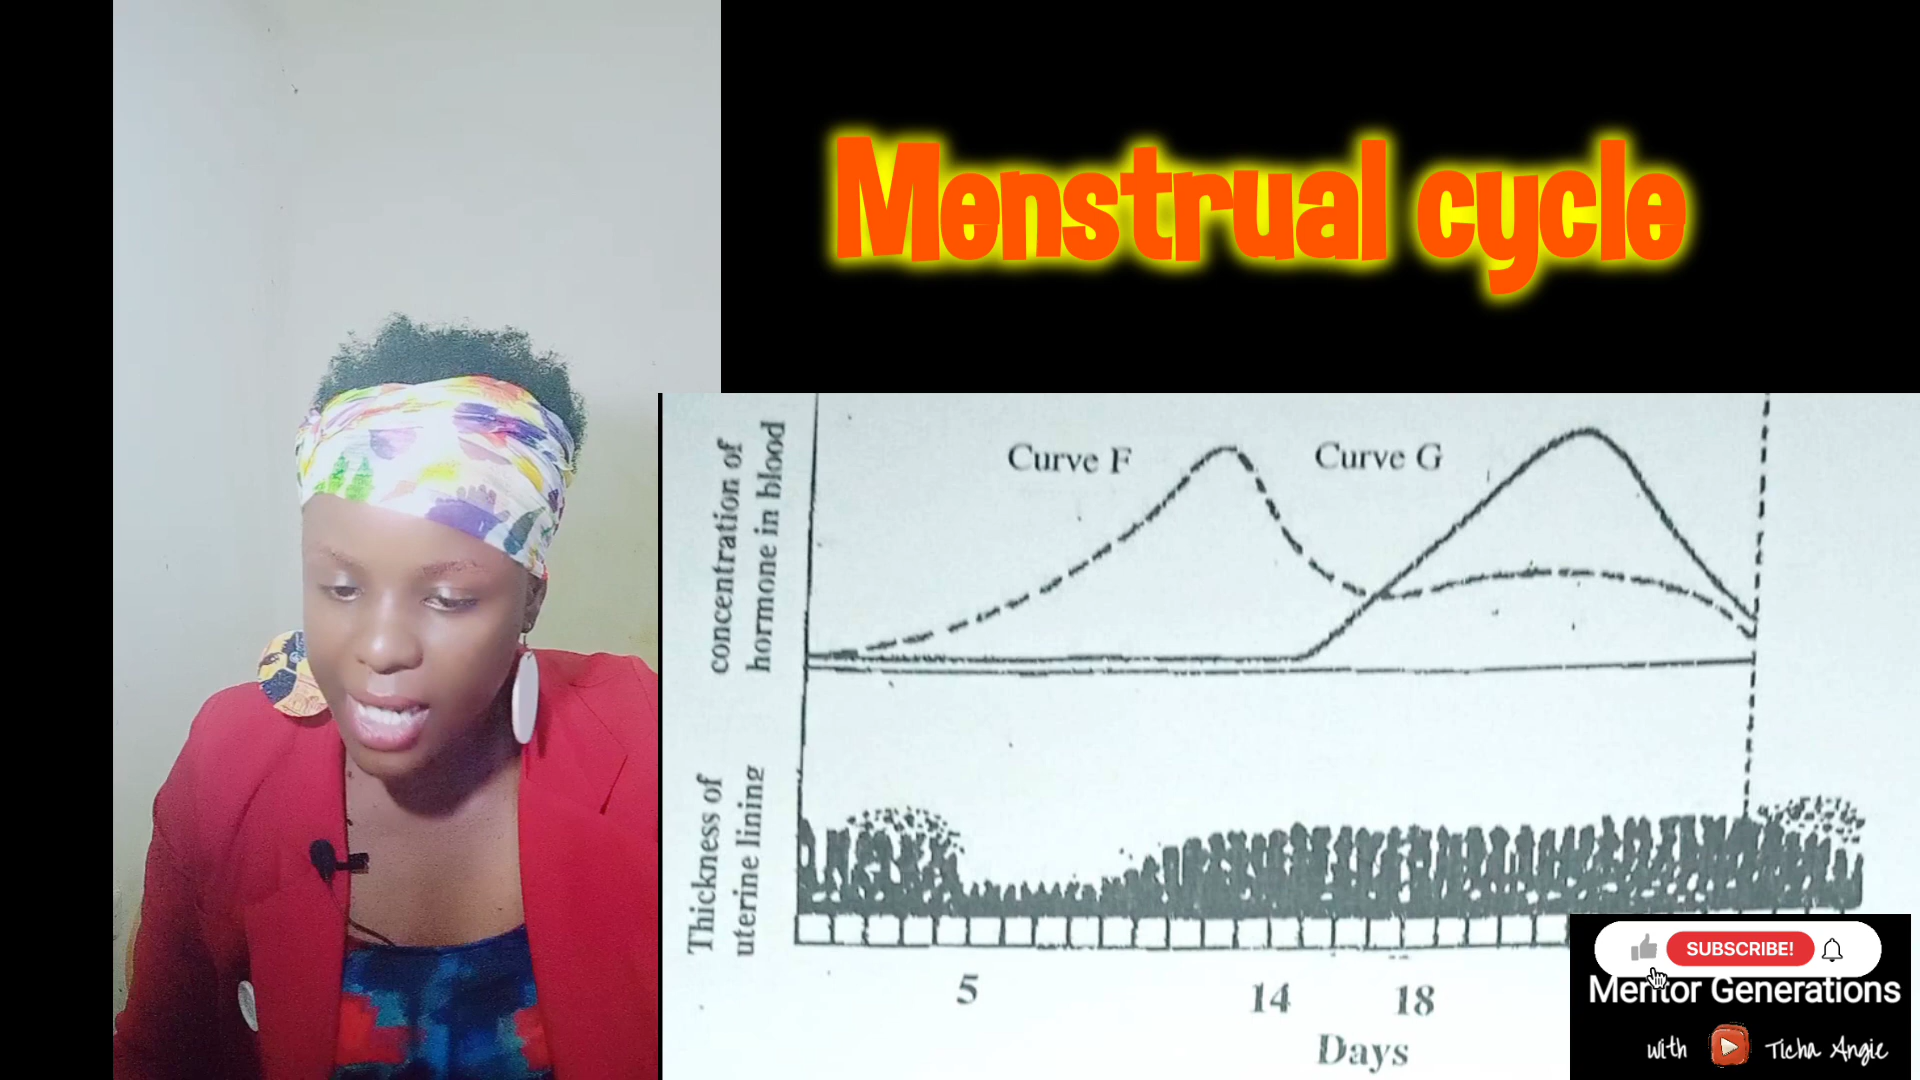 Menstrual cycle
concentration of
hormone in blood
Curve F
Curve G
Thickness of
uterine lining
5
14
18
Days
SUBSCRIBE!
Mentor Generations
with Ticha Angie